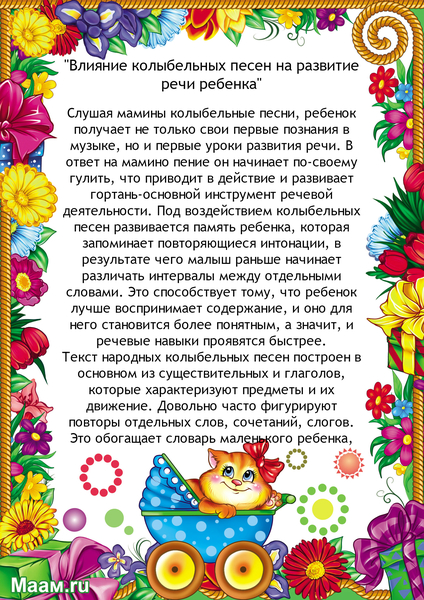 "Влияние колыбельных песен на развитие
речи ребенка"
Слушая мамины колыбельные песни, ребенок
получает не только свои первые познания в
музыке, но и первые уроки развития речи. В
ответ на мамино пение он начинает по-своему
гулить, что приводит в действие и развивает
гортань-основной инструмент речевой
деятельности. Под воздействием колыбельных
песен развивается память ребенка, которая
запоминает повторяющиеся интонации, в
результате чего малыш раньше начинает
различать интервалы между отдельными
словами. Это способствует тому, что ребенок
лучше воспринимает содержание, и оно для
него становится более понятным, а значит, и
речевые навыки проявятся быстрее.
Текст народных колыбельных песен построен в
основном из существительных и глаголов,
которые характеризуют предметы и их
движение. Довольно часто фигурируют
повторы отдельных слов, сочетаний, слогов.
Это обогащает словарь маленького ребенка,
Маам.ru